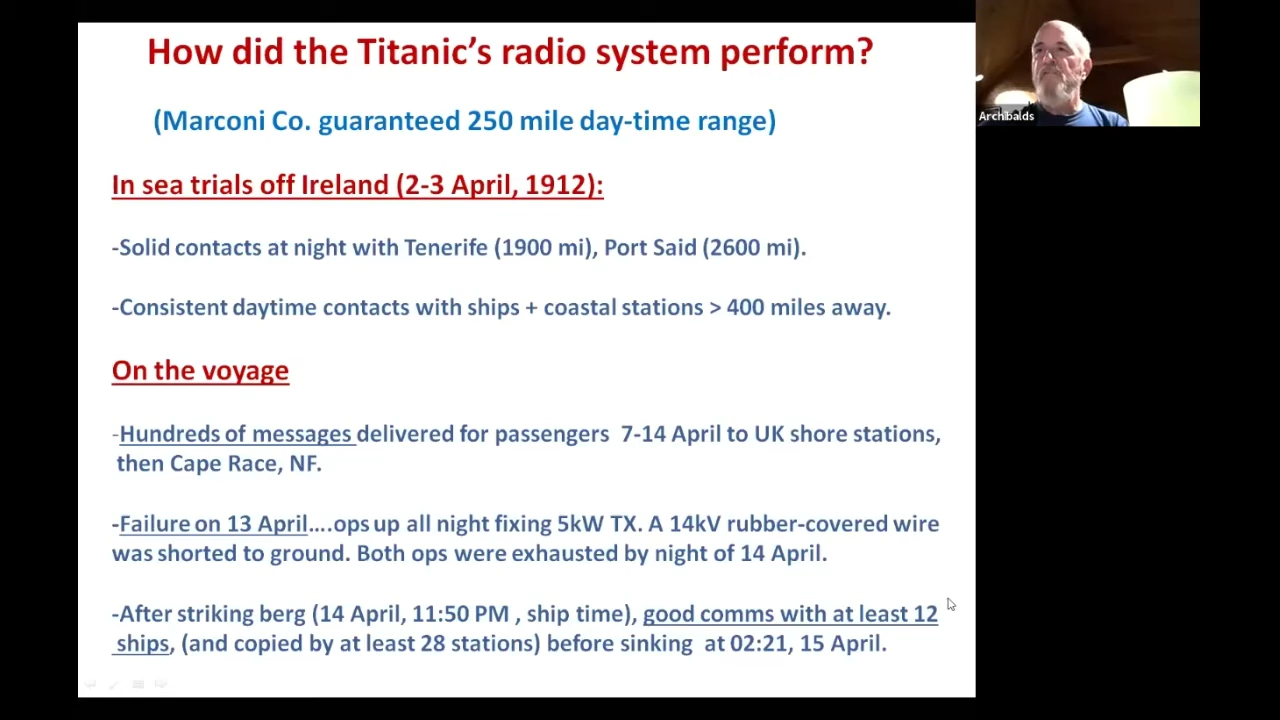 How did the Titanic's radio system perform?
(Marconi Co. guaranteed 250 mile day-time range)
In sea trials off Ireland (2-3 April, 1912):
-Solid contacts at night with Tenerife (1900 mi), Port Said (2600 mi).
-Consistent daytime contacts with ships + coastal stations > 400 miles away.
On the voyage
-Hundreds of messages delivered for passengers 7-14 April to UK shore stations,
then Cape Race, NF.
-Failure on 13 April....ops up all night fixing 5kW TX. A 14kV rubber-covered wire
was shorted to ground. Both ops were exhausted by night of 14 April.
-After striking berg (14 April, 11:50 PM , ship time), good comms with at least 12
ships, (and copied by at least 28 stations) before sinking at 02:21, 15 April.
Archibalds